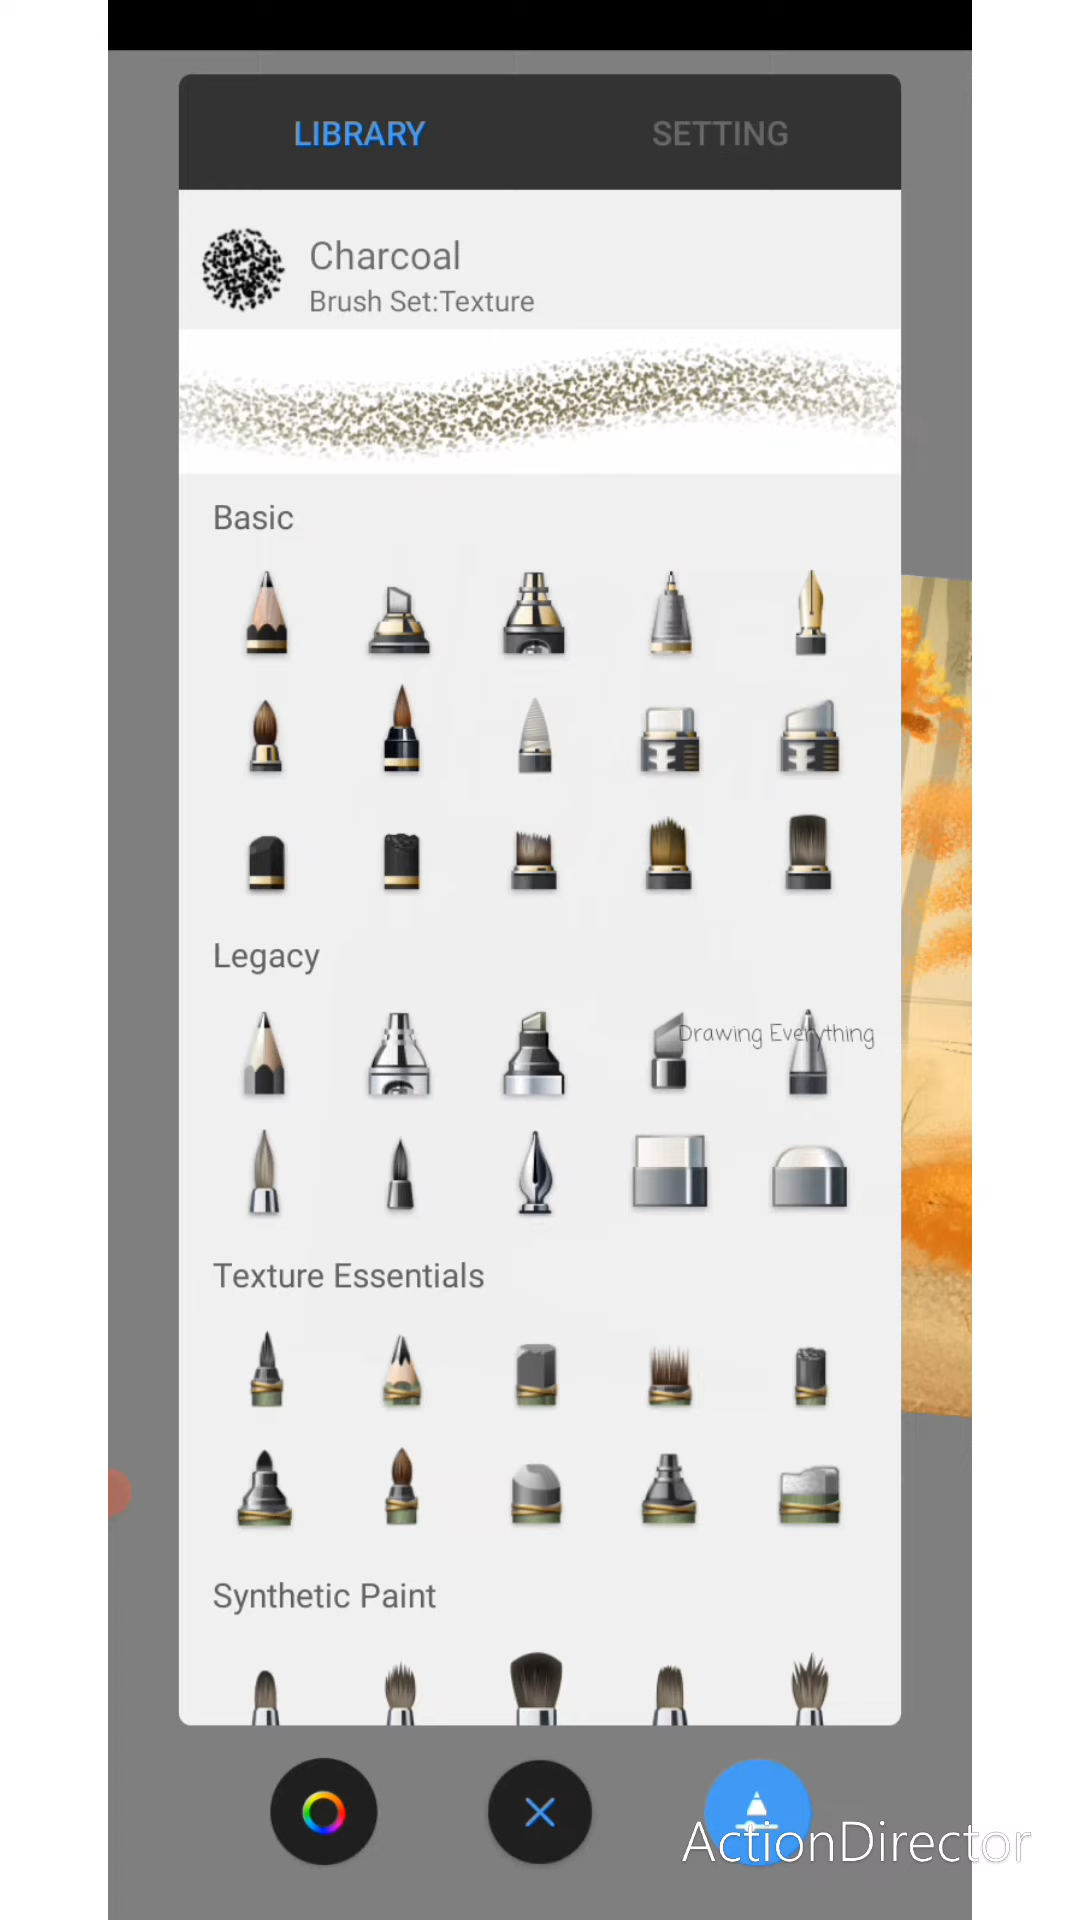 LIBRARY SETTING
Charcoal
Brush Set:Texture
Basic
Legacy
Drawing Everything
Texture Essentials
Synthetic Paint
ActionDirector